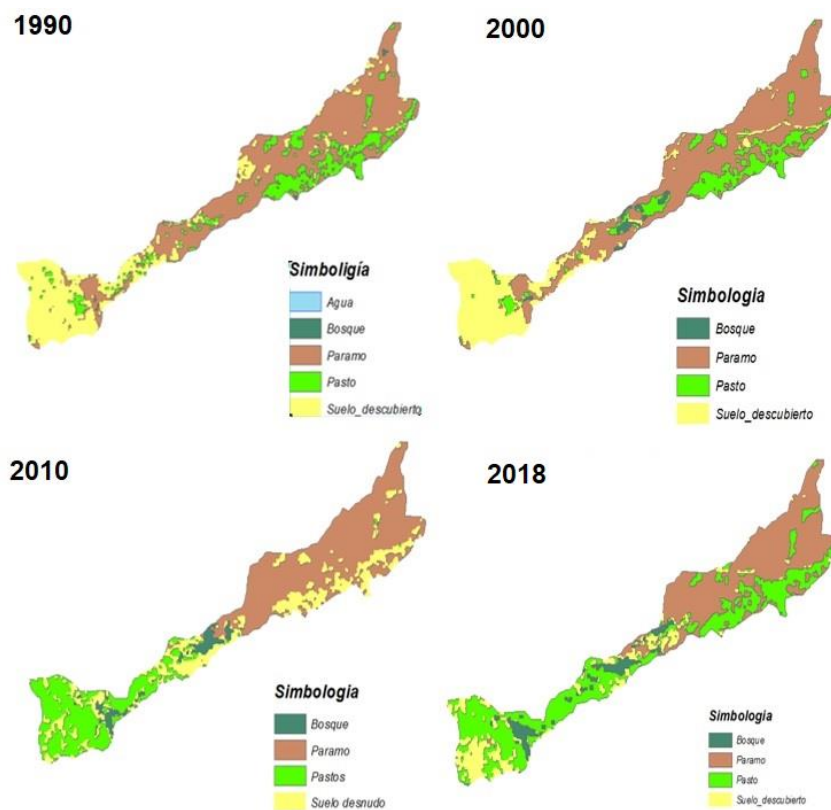 1990
2000
Simboligía
Agua
Bosque
Paramo
Pasto
Suelo_descubierto
Simbologia
Bosque
Paramo
Pasto
Suelo_descubierto
2010
2018
Simbologia
Bosque
Paramo
Pastos
Suelo desnudo
Simbologia
Bosque
Paramo
Pasto
Suelo_descubierto